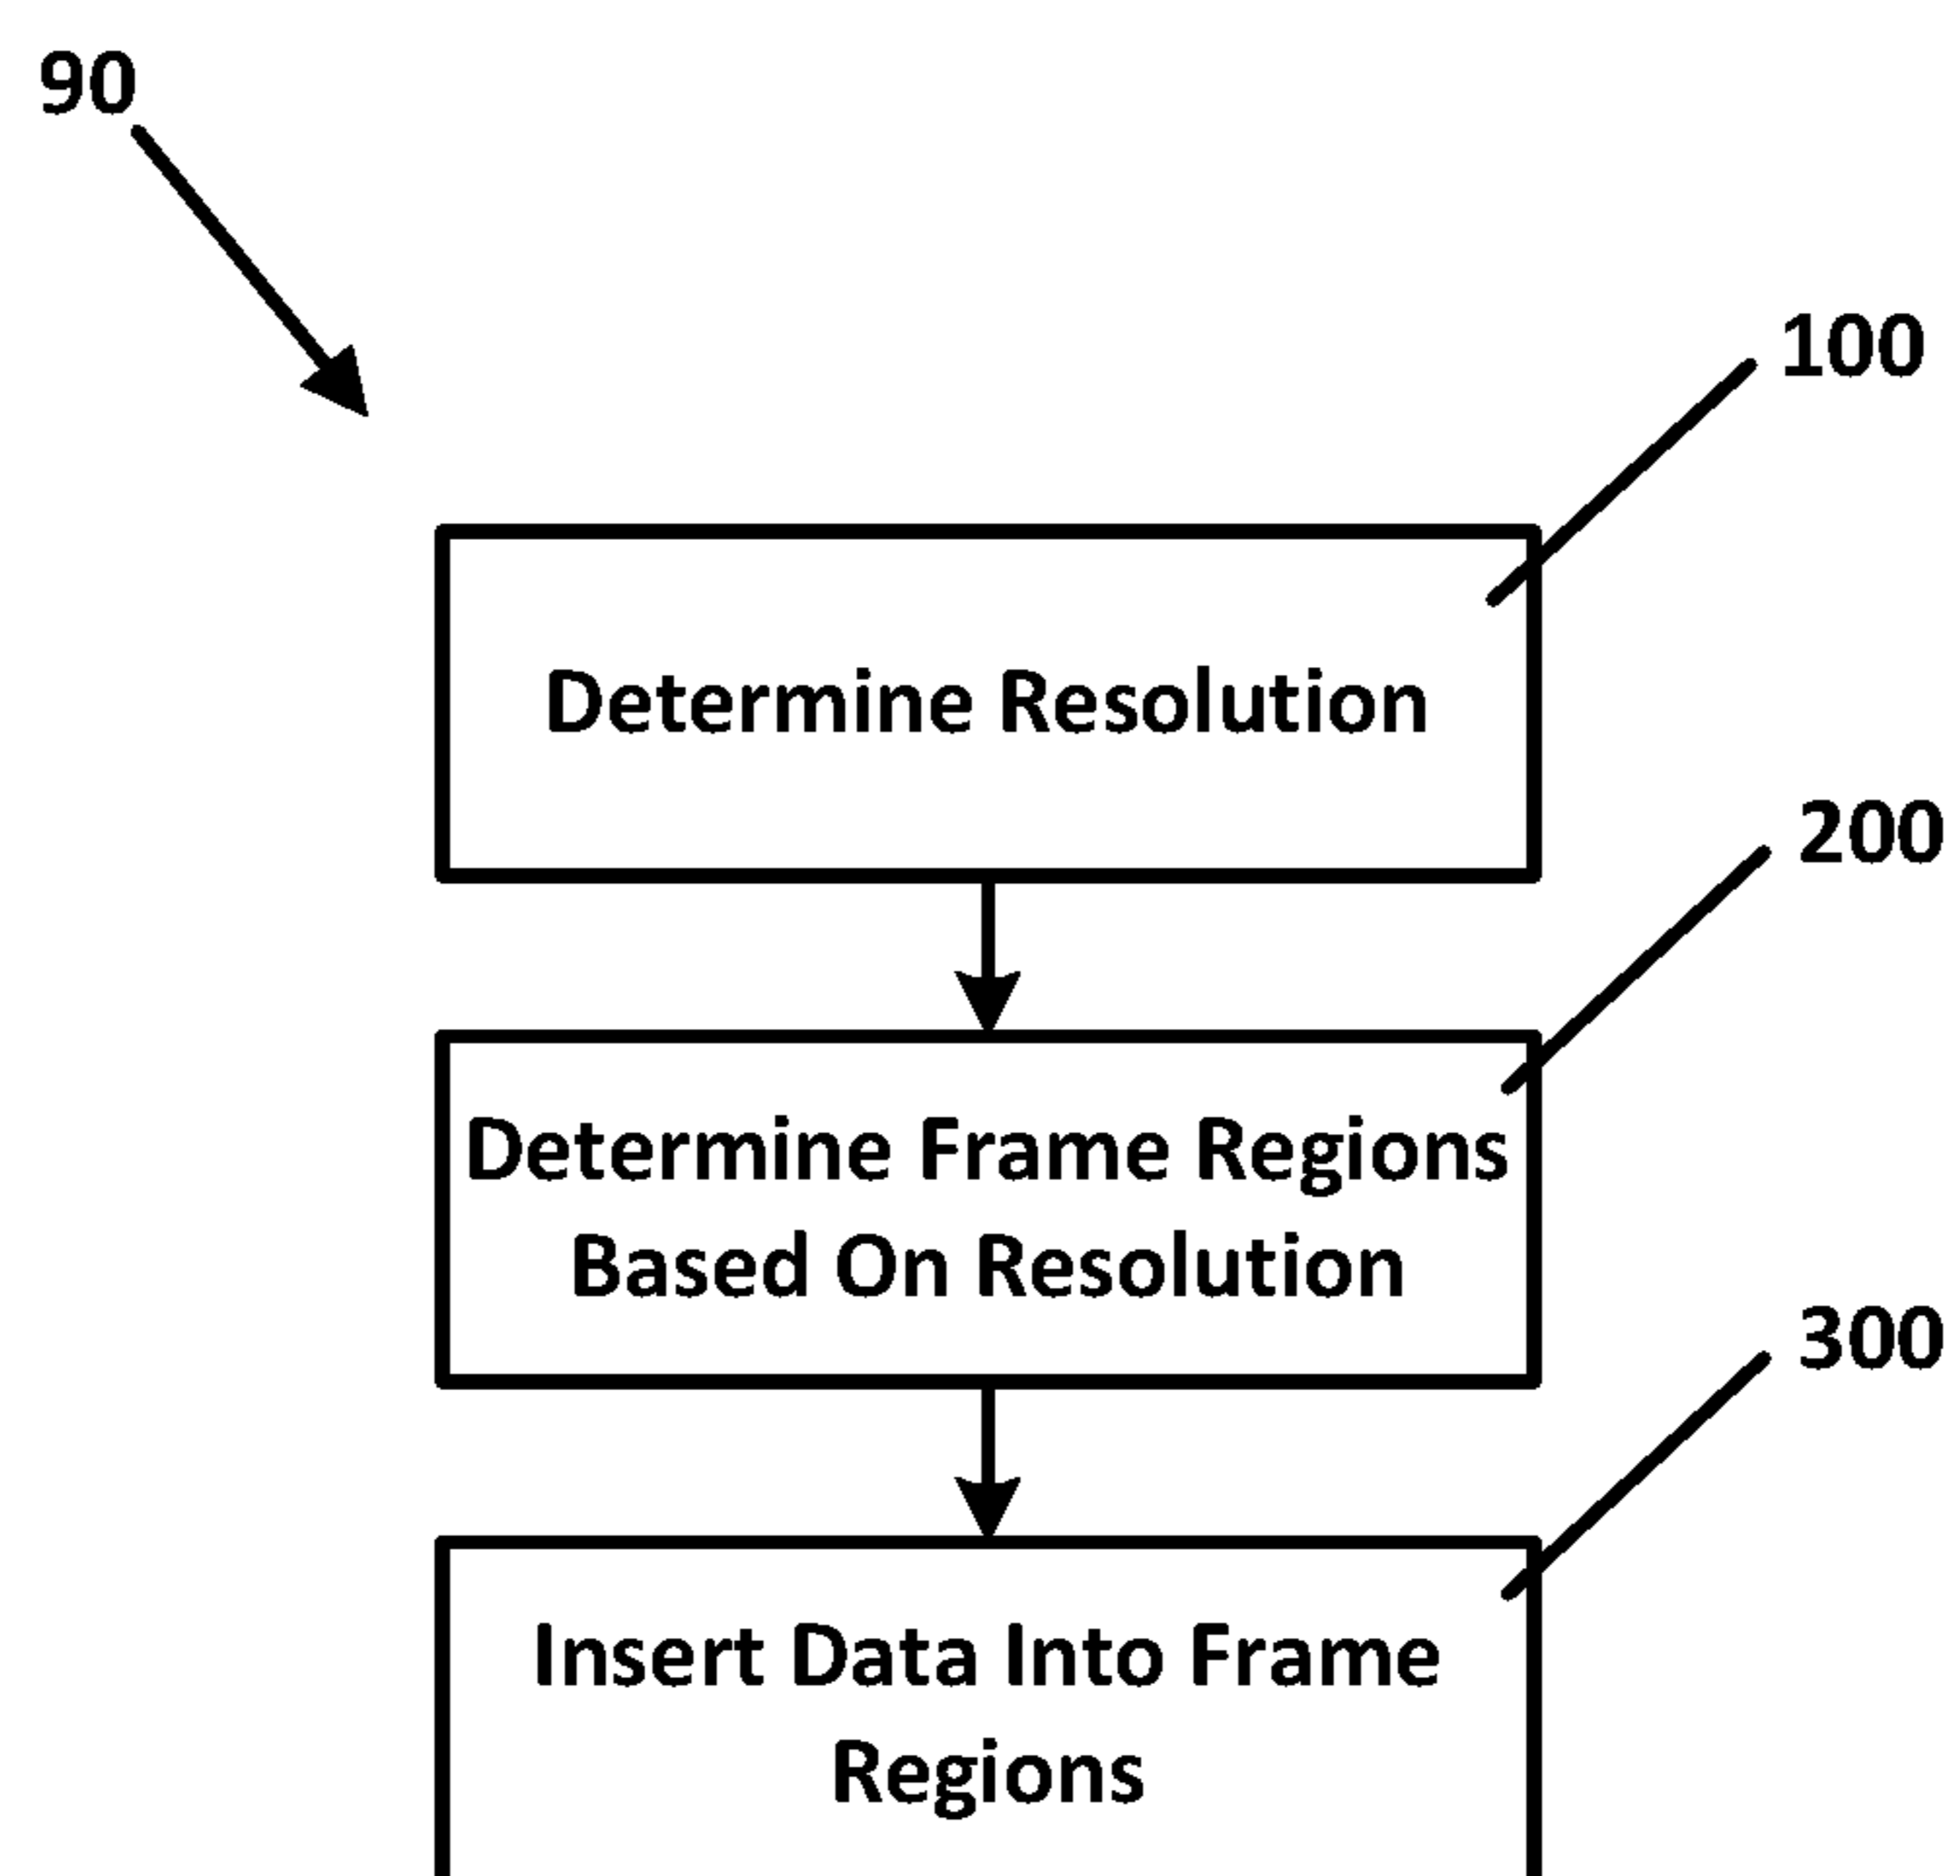 90
100
Determine Resolution
200
Determine Frame Regions
Based On Resolution
300
Insert Data Into Frame
Regions